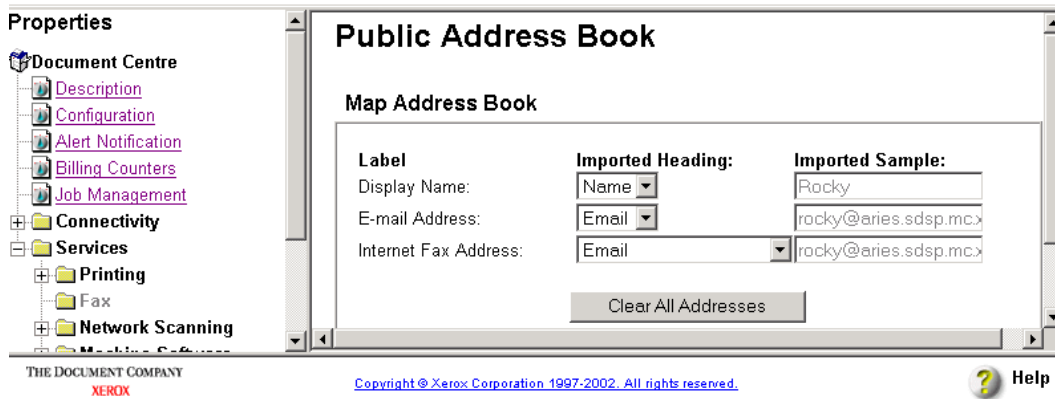 Properties
Document Centre
Description
Configuration
Alert Notification
Billing Counters
Job Management
Connectivity
Services
Printing
Fax
Network Scanning
Public Address Book
Map Address Book
Label Imported Heading: Imported Sample:
Display Name: Name Rocky
E-mail Address: Email rocky@aries.sdsp.mc.x
Internet Fax Address: Email rocky@aries.sdsp.mc.x
Clear All Addresses
THE DOCUMENT COMPANY
XEROX
Copyright © Xerox Corporation 1997-2002. All rights reserved.
Help